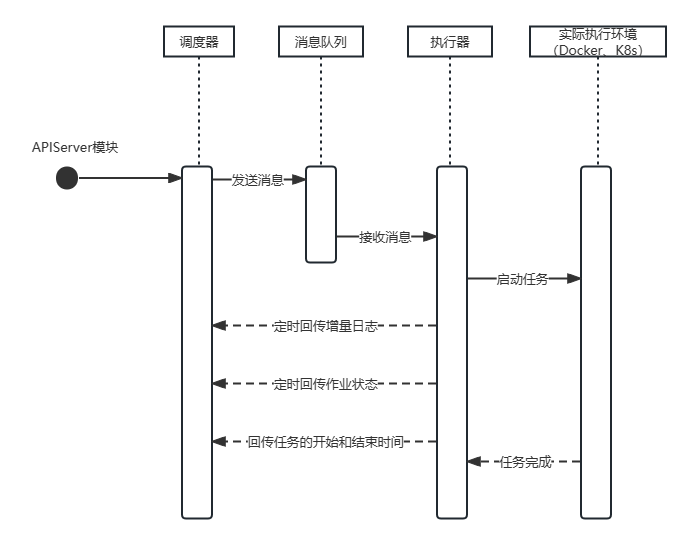 调度器
消息队列
执行器
实际执行环境
（Docker、K8s）
APIServer模块
发送消息
接收消息
启动任务
定时回传增量日志
定时回传作业状态
回传任务的开始和结束时间
任务完成